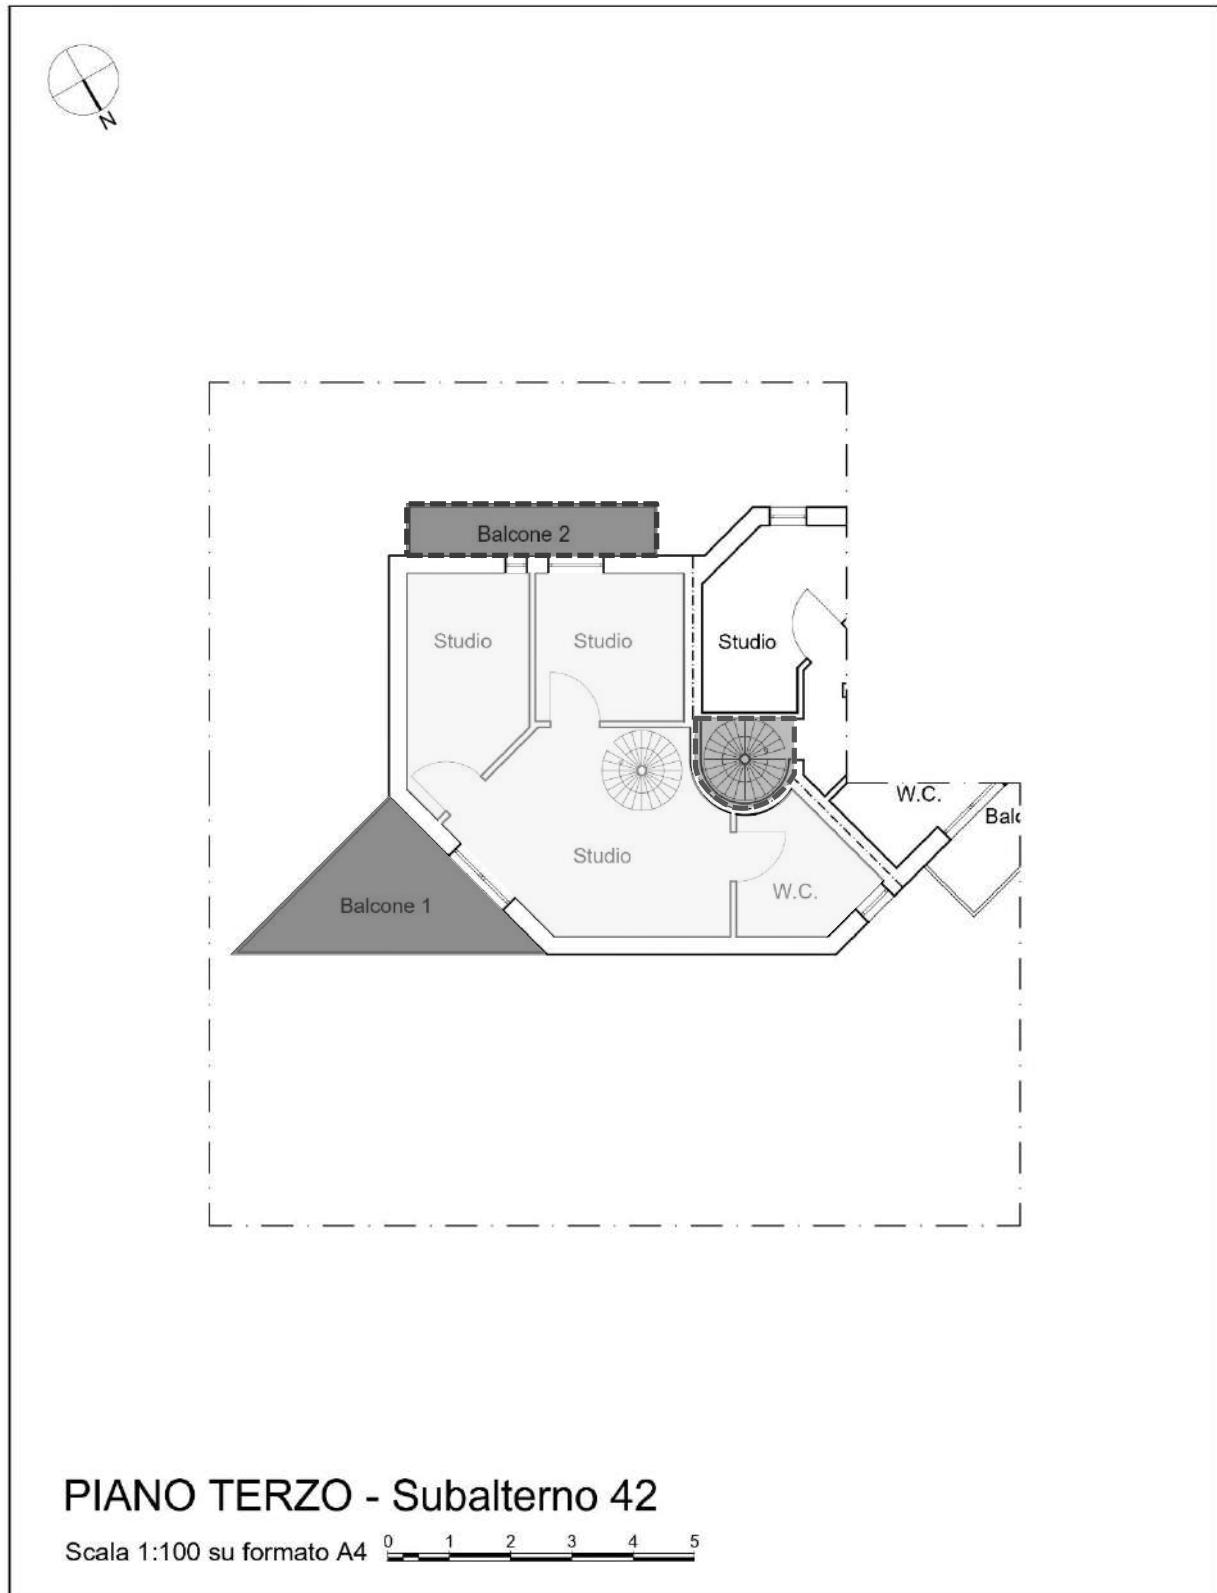 N
Balcone 2
Studio
Studio
Studio
W.C.
Balc
Studio
W.C.
Balcone 1
PIANO TERZO - Subalterno 42
Scala 1:100 su formato A4
0 1 2 3 4 5